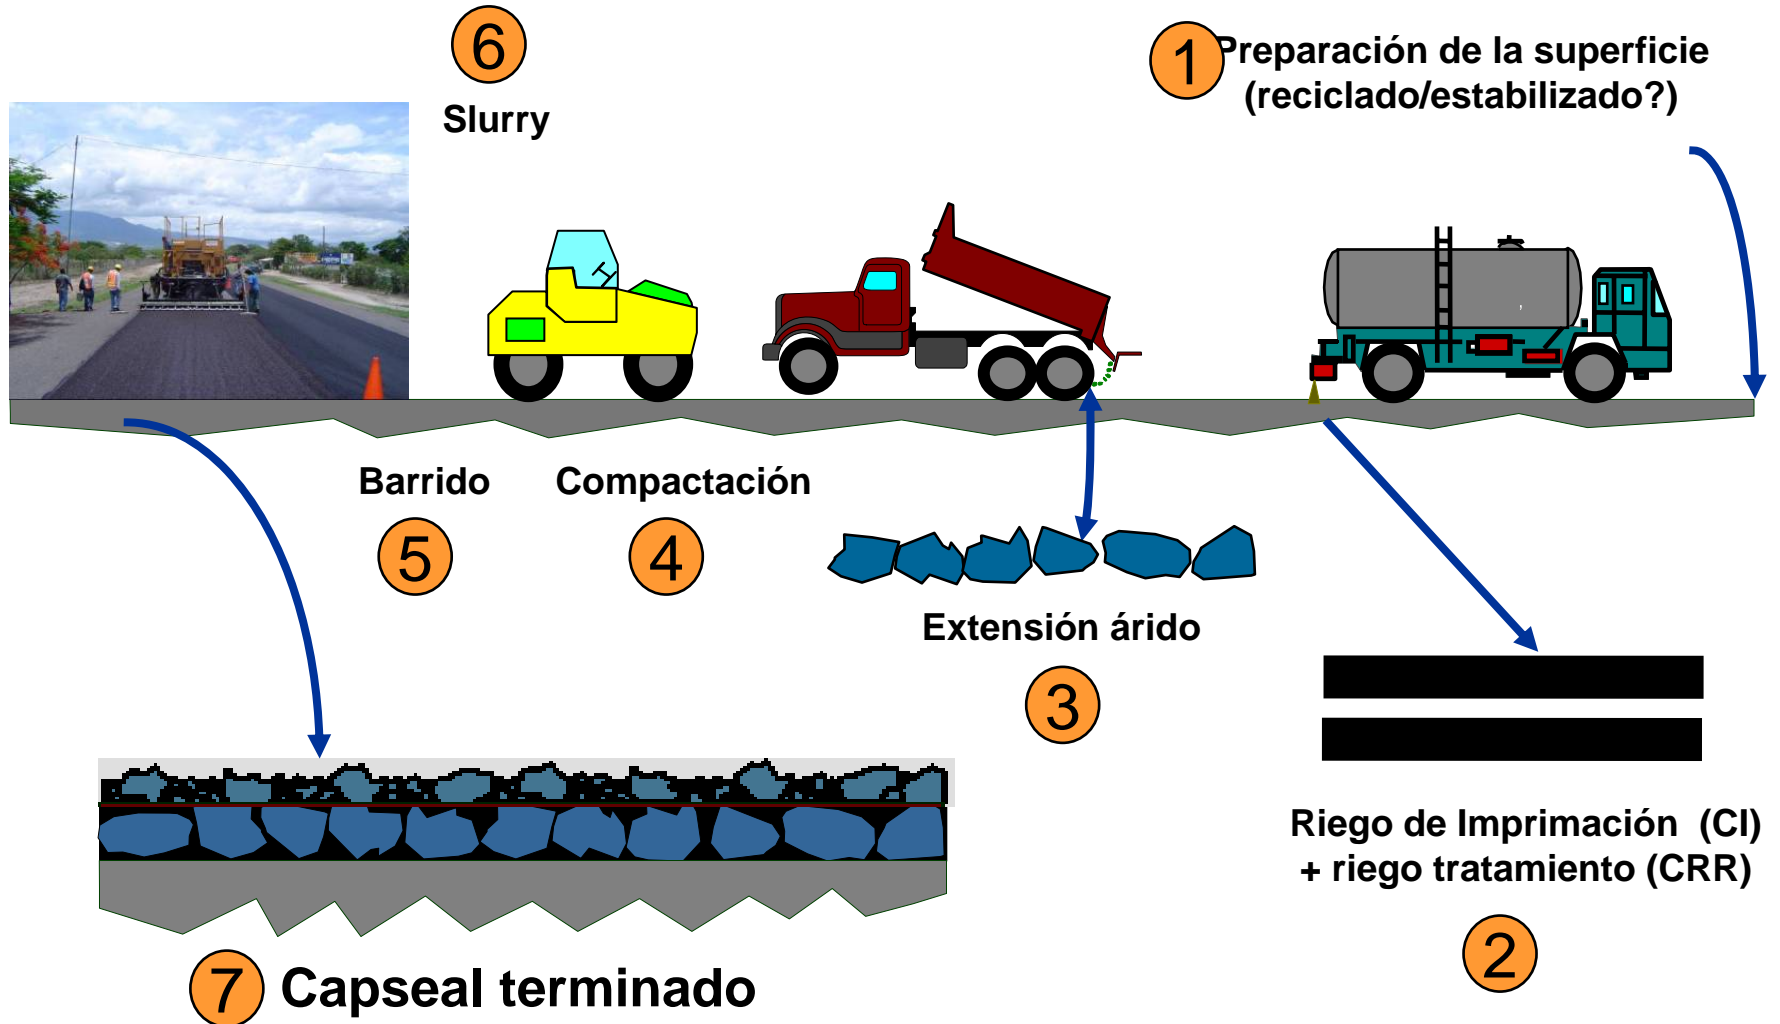 6
Slurry
1
Preparación de la superficie
(reciclado/estabilizado?)
,
Barrido
5
Compactación
4
Extensión árido
3
Riego de Imprimación (CI)
+ riego tratamiento (CRR)
2
7 Capseal terminado